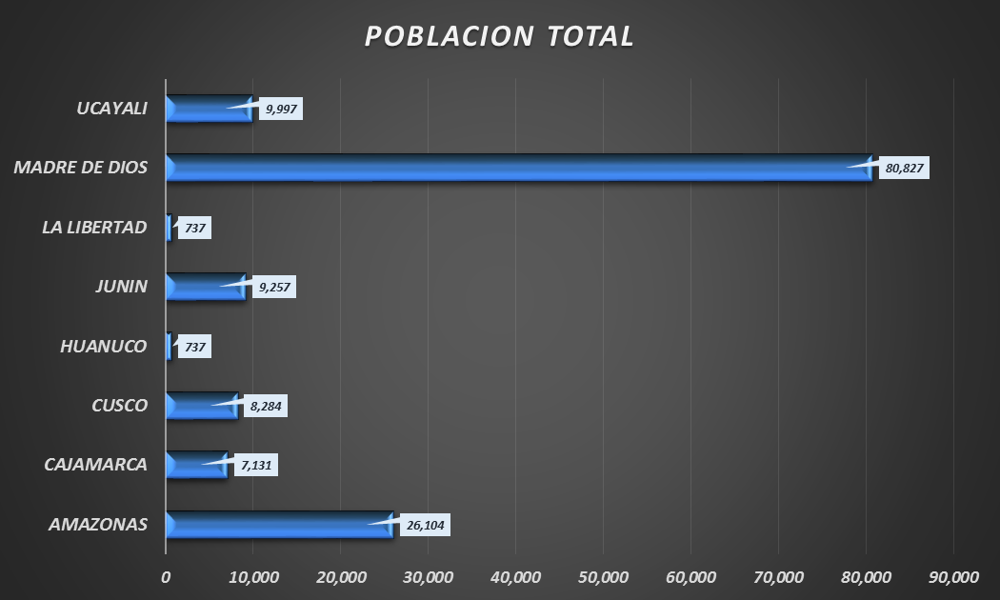 POBLACION TOTAL
UCAYALI 9,997
MADRE DE DIOS 80,827
LA LIBERTAD 737
JUNIN 9,257
HUANUCO 737
CUSCO 8,284
CAJAMARCA 7,131
AMAZONAS 26,104
0 10,000 20,000 30,000 40,000 50,000 60,000 70,000 80,000 90,000